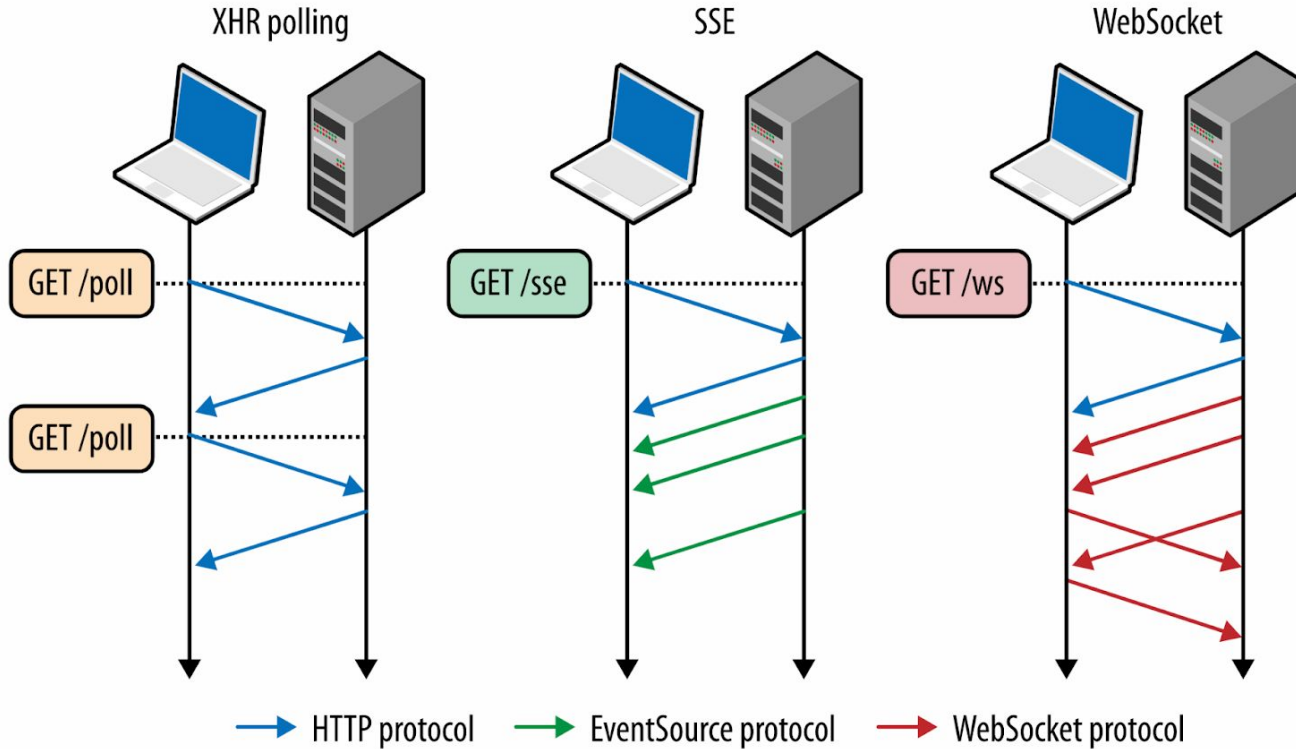 XHR polling
SSE
WebSocket
GET /poll
GET /sse
GET /ws
GET /poll
HTTP protocol
EventSource protocol
WebSocket protocol